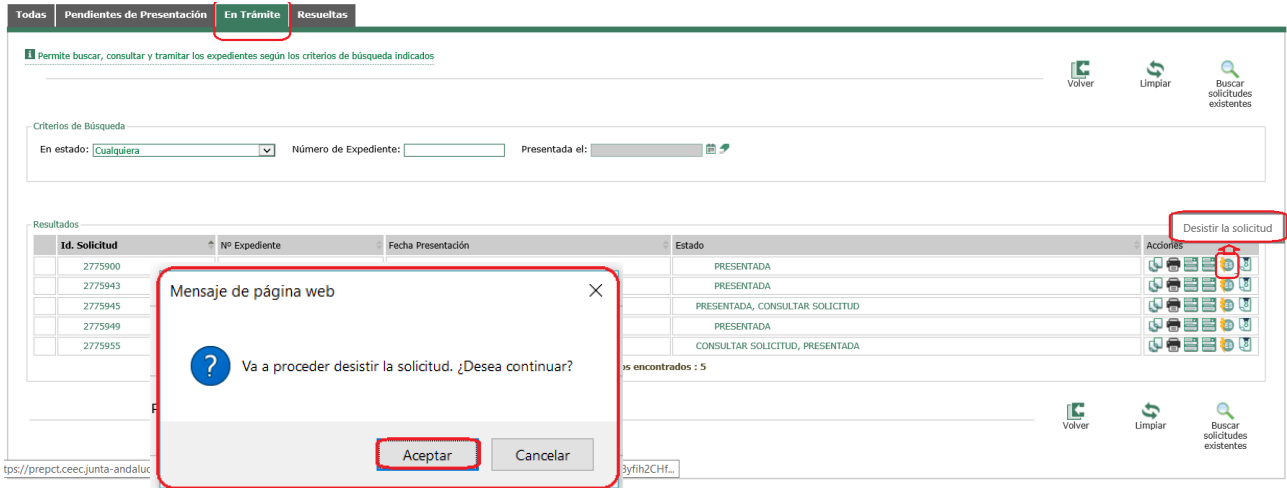 Todas Pendientes de Presentación En Trámite Resueltas
Permite buscar, consultar y tramitar los expedientes según los criterios de búsqueda indicados
Volver Limpiar Buscar solicitudes existentes
Criterios de Búsqueda
En estado: Cualquiera Número de Expediente: Presentada el:
Resultados
Desistir la solicitud
Id. Solicitud Nº Expediente Fecha Presentación Estado Acciones
2775900 PRESENTADA
2775943 PRESENTADA
2775945 PRESENTADA, CONSULTAR SOLICITUD
2775949 PRESENTADA
2775955 CONSULTAR SOLICITUD, PRESENTADA
os encontrados : 5
Mensaje de página web
Va a proceder desistir la solicitud. ¿Desea continuar?
Aceptar Cancelar
Volver Limpiar Buscar solicitudes existentes
tps://prepct.ceec.junta-andaluc